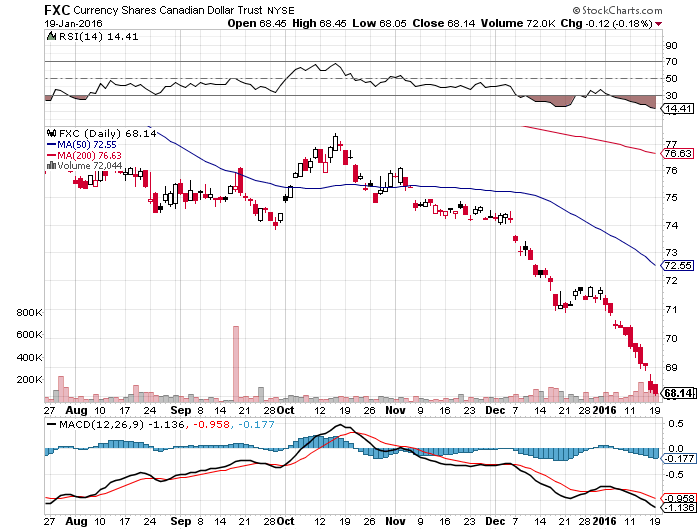 FXC Currency Shares Canadian Dollar Trust NYSE © StockCharts.com
19-Jan-2016 Open 68.45 High 68.45 Low 68.05 Close 68.14 Volume 72.0K Chg -0.12 (-0.18%)
RSI(14) 14.41
90
70
50
30
14.41
FXC (Daily) 68.14
MA(50) 72.55
MA(200) 76.63
Volume 72,044
77
76.63
76
75
74
73
72.55
72
71
70
69
68.14
800K
600K
400K
200K
27 Aug 10 17 24 Sep 8 14 21 28 Oct 12 19 26 Nov 9 16 23 Dec 7 14 21 28 2016 11 19
MACD(12,26,9) -1.136, -0.958, -0.177
0.5
0.0
-0.177
-0.5
-0.958
-1.136
27 Aug 10 17 24 Sep 8 14 21 28 Oct 12 19 26 Nov 9 16 23 Dec 7 14 21 28 2016 11 19